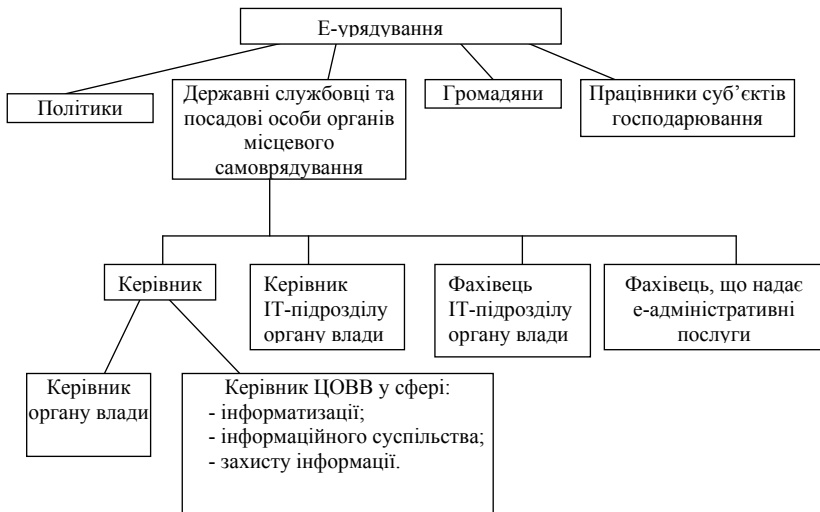 Е-урядування
Політики
Державні службовці та
посадові особи органів
місцевого
самоврядування
Громадяни
Працівники суб’єктів
господарювання
Керівник
Керівник
ІТ-підрозділу
органу влади
Фахівець
ІТ-підрозділу
органу влади
Фахівець, що надає
е-адміністративні
послуги
Керівник
органу влади
Керівник ЦОВВ у сфері:
- інформатизації;
- інформаційного суспільства;
- захисту інформації.